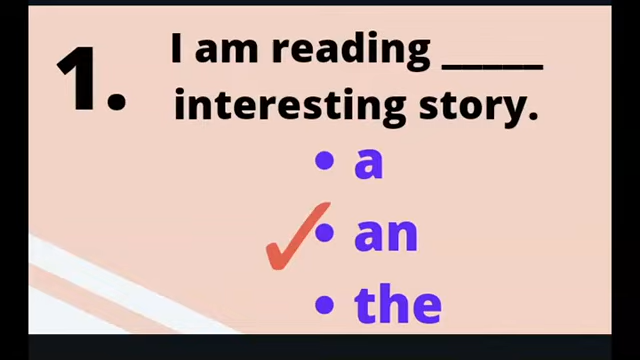 1.
I am reading _____
interesting story.
• a
• an
• the